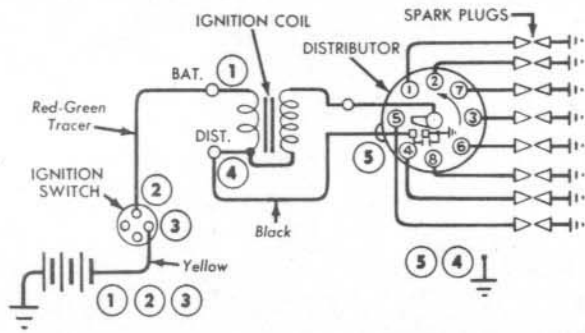 IGNITION COIL
SPARK PLUGS
DISTRIBUTOR
BAT.
1
Red-Green
Tracer
DIST.
4
IGNITION
SWITCH
2
3
Black
Yellow
1 2 3
1
2
7
5
3
4
8
6
5
5 4